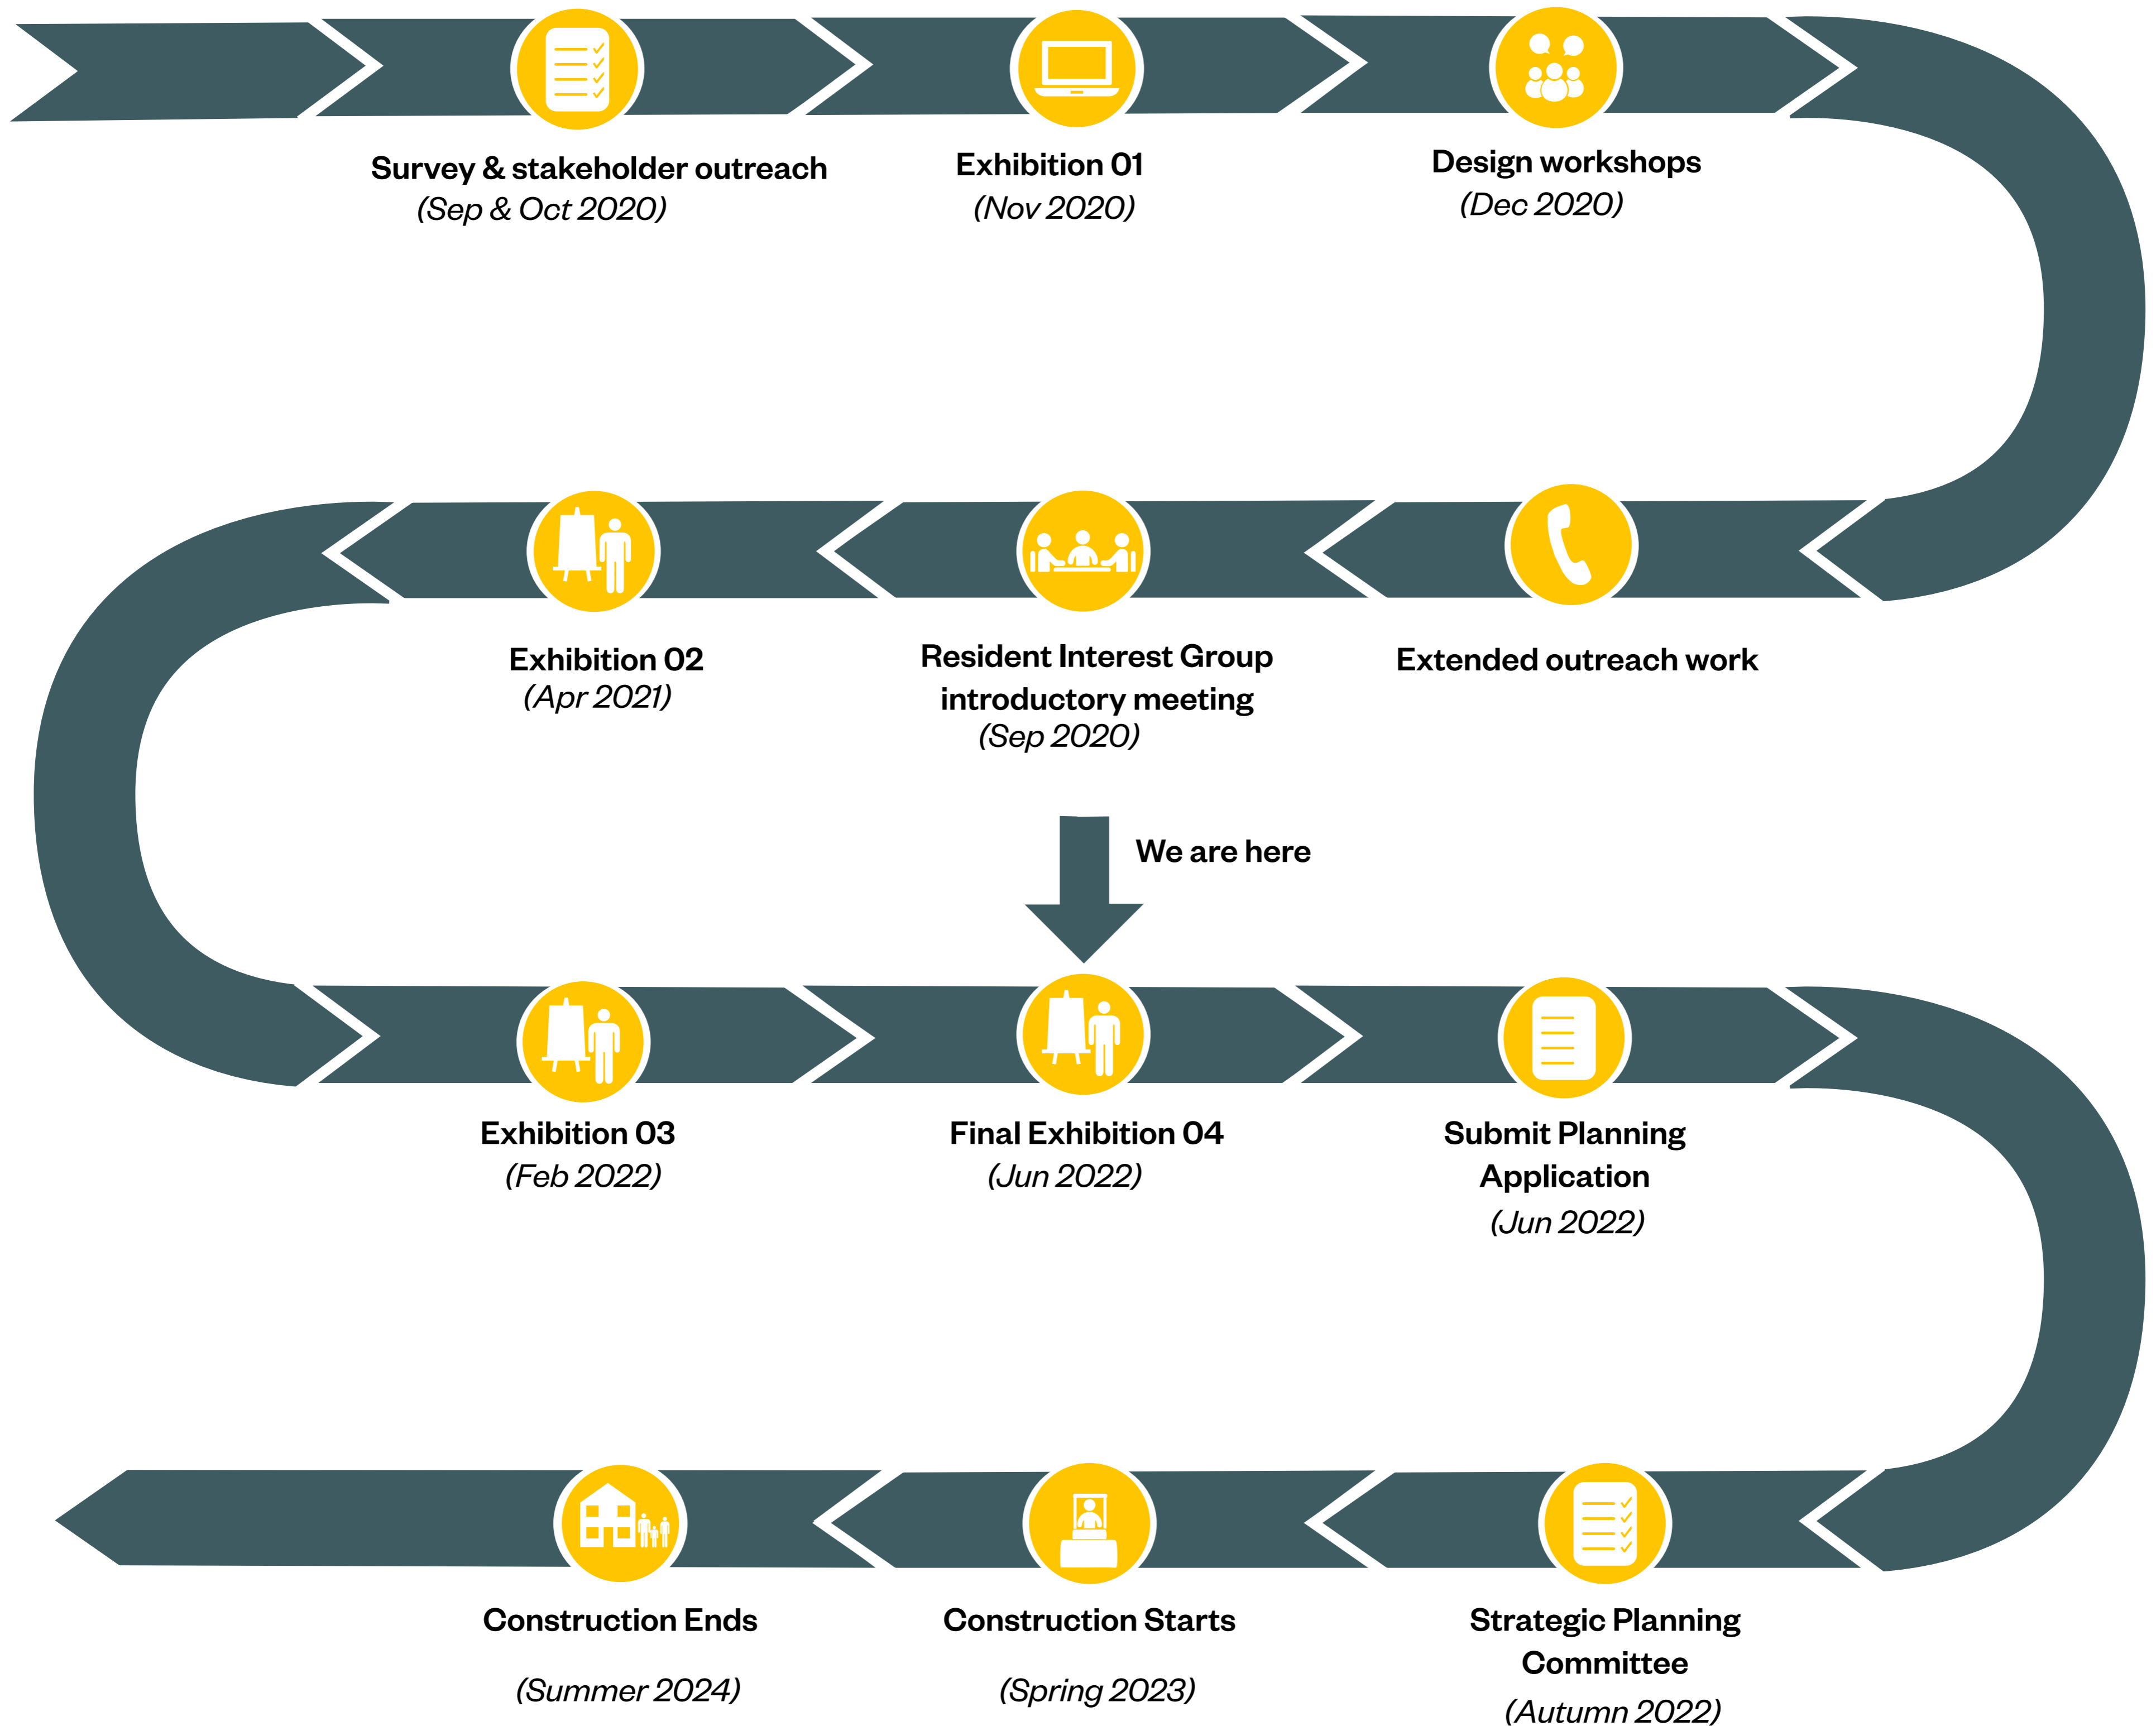 Survey & stakeholder outreach
(Sep & Oct 2020)
Exhibition 01
(Nov 2020)
Design workshops
(Dec 2020)
Extended outreach work
Resident Interest Group
introductory meeting
(Sep 2020)
Exhibition 02
(Apr 2021)
We are here
Exhibition 03
(Feb 2022)
Final Exhibition 04
(Jun 2022)
Submit Planning
Application
(Jun 2022)
Strategic Planning
Committee
(Autumn 2022)
Construction Starts
(Spring 2023)
Construction Ends
(Summer 2024)